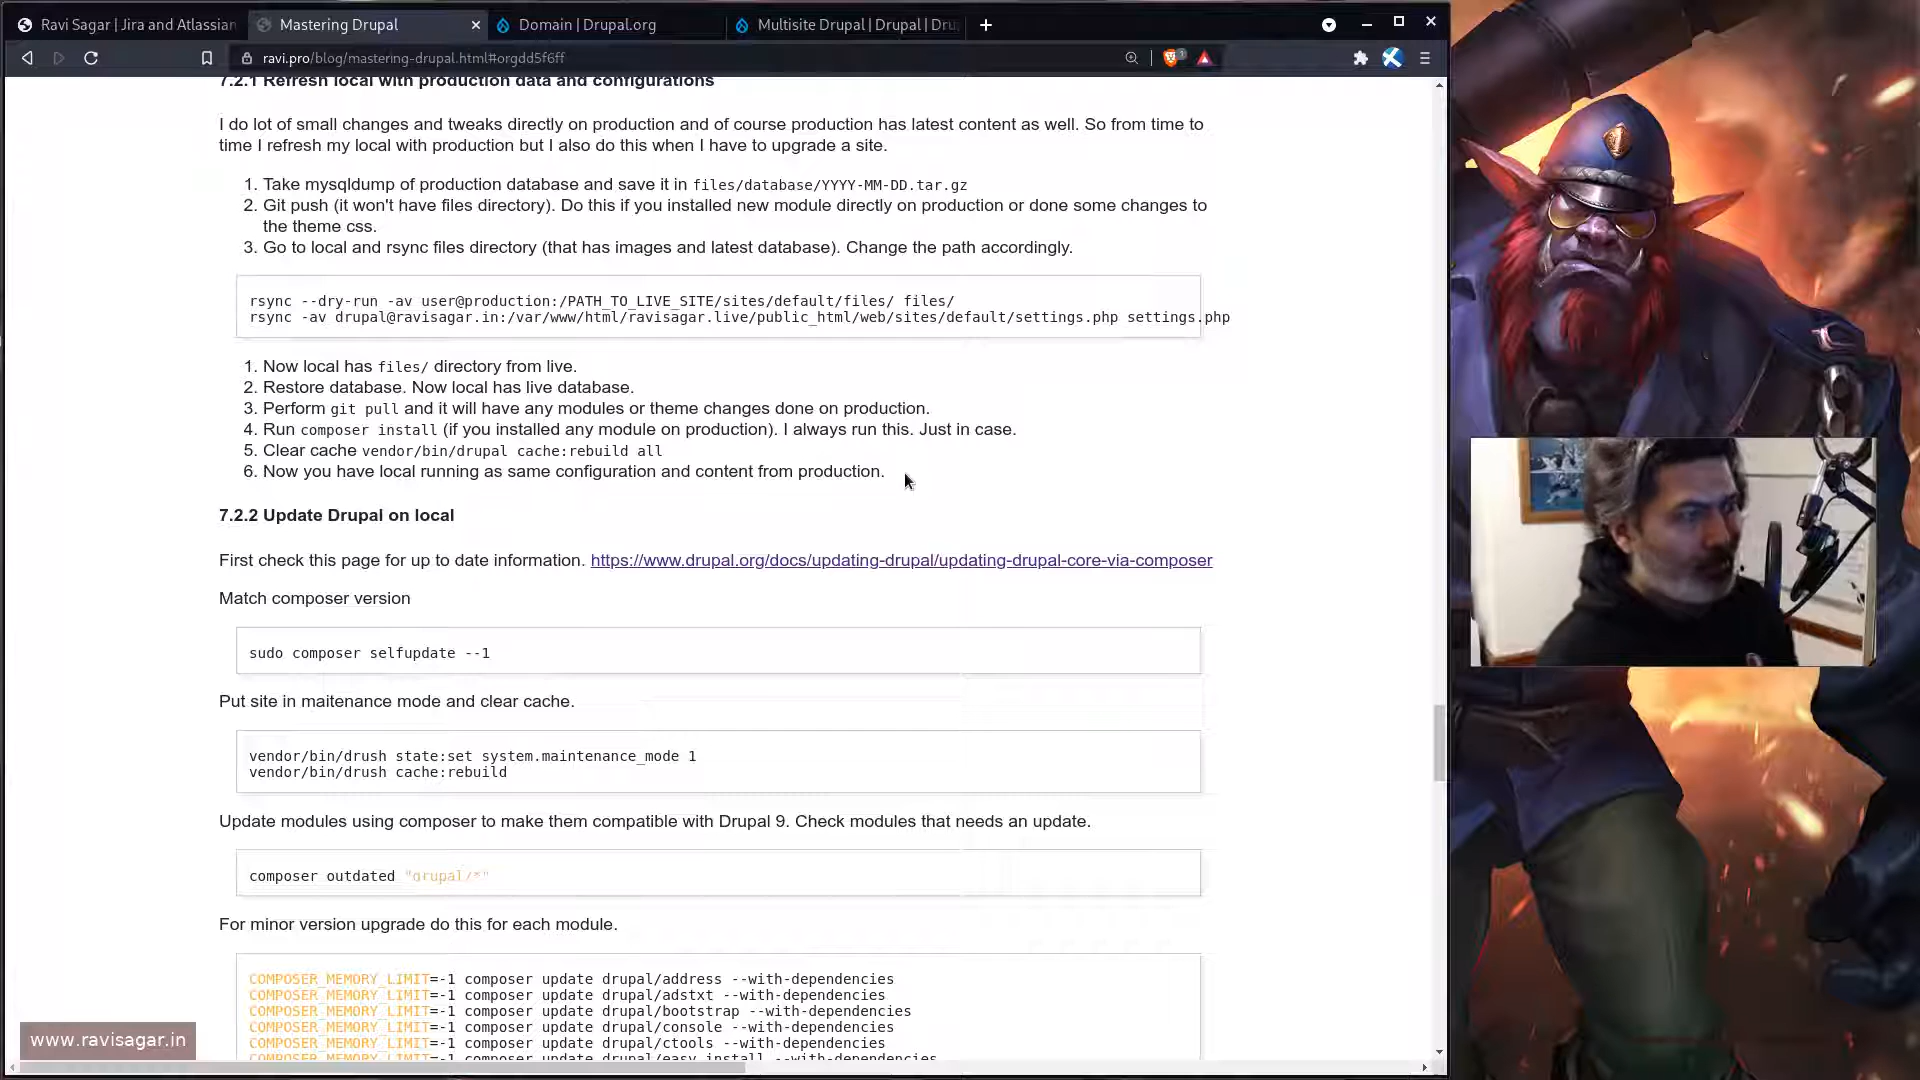 Ravi Sagar | Jira and Atlassian
Mastering Drupal
Domain | Drupal.org
Multisite Drupal | Drupal | Dru
ravi.pro/blog/mastering-drupal.html#orgdd5f6ff
1
7.2.1 Refresh local with production data and configurations
I do lot of small changes and tweaks directly on production and of course production has latest content as well. So from time to
time I refresh my local with production but I also do this when I have to upgrade a site.
1. Take mysqldump of production database and save it in files/database/YYYY-MM-DD.tar.gz
2. Git push (it won't have files directory). Do this if you installed new module directly on production or done some changes to
the theme css.
3. Go to local and rsync files directory (that has images and latest database). Change the path accordingly.
rsync --dry-run -av user@production:/PATH_TO_LIVE_SITE/sites/default/files/ files/
rsync -av drupal@ravisagar.in:/var/www/html/ravisagar.live/public_html/web/sites/default/settings.php settings.php
1. Now local has files/ directory from live.
2. Restore database. Now local has live database.
3. Perform git pull and it will have any modules or theme changes done on production.
4. Run composer install (if you installed any module on production). I always run this. Just in case.
5. Clear cache vendor/bin/drupal cache:rebuild all
6. Now you have local running as same configuration and content from production.
7.2.2 Update Drupal on local
First check this page for up to date information. https://www.drupal.org/docs/updating-drupal/updating-drupal-core-via-composer
Match composer version
sudo composer selfupdate --1
Put site in maitenance mode and clear cache.
vendor/bin/drush state:set system.maintenance_mode 1
vendor/bin/drush cache:rebuild
Update modules using composer to make them compatible with Drupal 9. Check modules that needs an update.
composer outdated "drupal/*"
For minor version upgrade do this for each module.
COMPOSER_MEMORY_LIMIT=-1 composer update drupal/address --with-dependencies
COMPOSER_MEMORY_LIMIT=-1 composer update drupal/adstxt --with-dependencies
COMPOSER_MEMORY_LIMIT=-1 composer update drupal/bootstrap --with-dependencies
COMPOSER_MEMORY_LIMIT=-1 composer update drupal/console --with-dependencies
COMPOSER_MEMORY_LIMIT=-1 composer update drupal/ctools --with-dependencies
COMPOSER_MEMORY_LIMIT=-1 composer update drupal/easy_install --with-dependencies
www.ravisagar.in